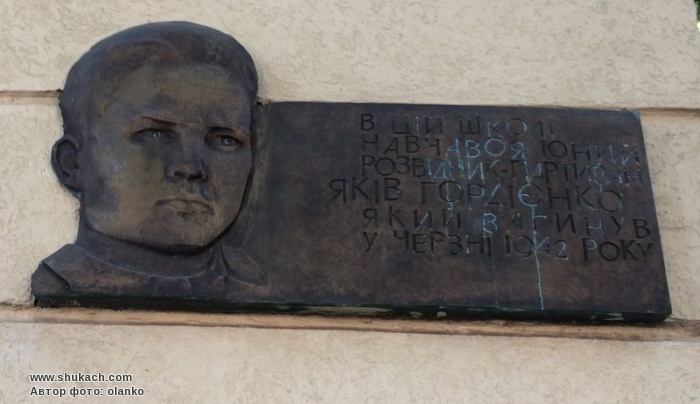 В ЦІЙ ШКОЛІ
НАВЧАВСЯ ЮНИЙ
РОЗВІДНИК-ПАРТИЗАН
ЯКІВ ГОРДІЄНКО
ЯКИЙ ЗАГИНУВ
У ЧЕРВНІ 1942 РОКУ
www.shukach.com
Автор фото: olanko